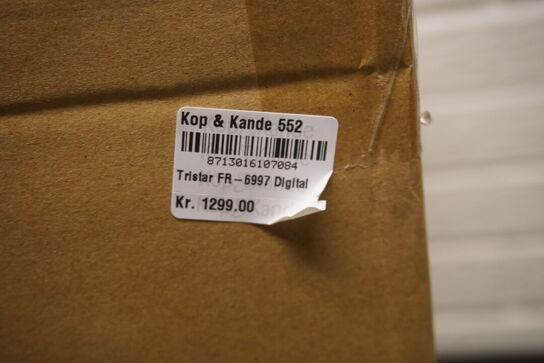 Kop & Kande 552
8713016107084
Tristar FR-6997 Digital
Kr. 1299.00